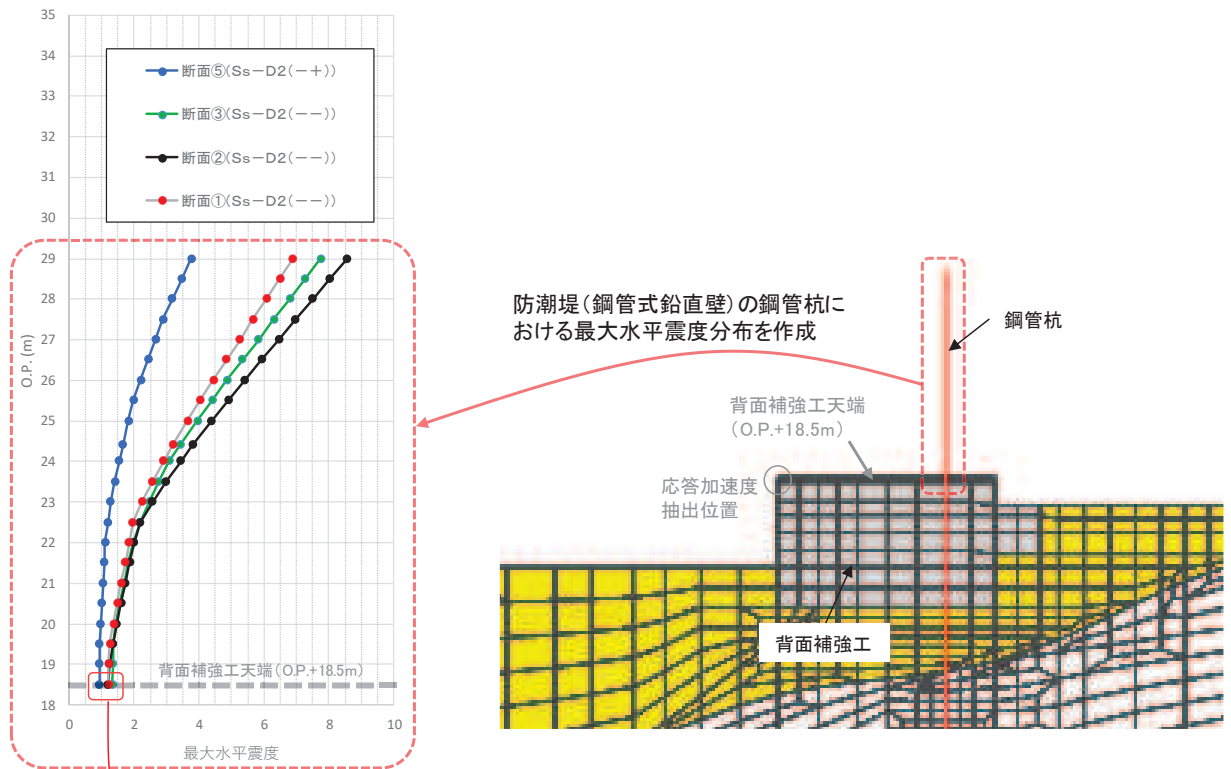 35
34
33
32
31
30
29
28
27
26
25
24
23
22
21
20
19
18
O.P. (m)
断面⑤(Ss－D2(－＋))
断面③(Ss－D2(－－))
断面②(Ss－D2(－－))
断面①(Ss－D2(－－))
背面補強工天端(O.P.+18.5m)
0 2 4 6 8 10
最大水平震度
防潮堤(鋼管式鉛直壁)の鋼管杭に
おける最大水平震度分布を作成
鋼管杭
背面補強工天端
(O.P.+18.5m)
応答加速度
抽出位置
背面補強工